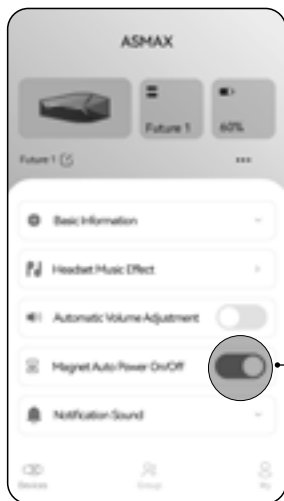 ASMAX
Future 1
60%
Future 1
Basic Information
Headset Music Effect
Automatic Volume Adjustment
Magnet Auto Power On/Off
Notification Sound
Devices
Group
My